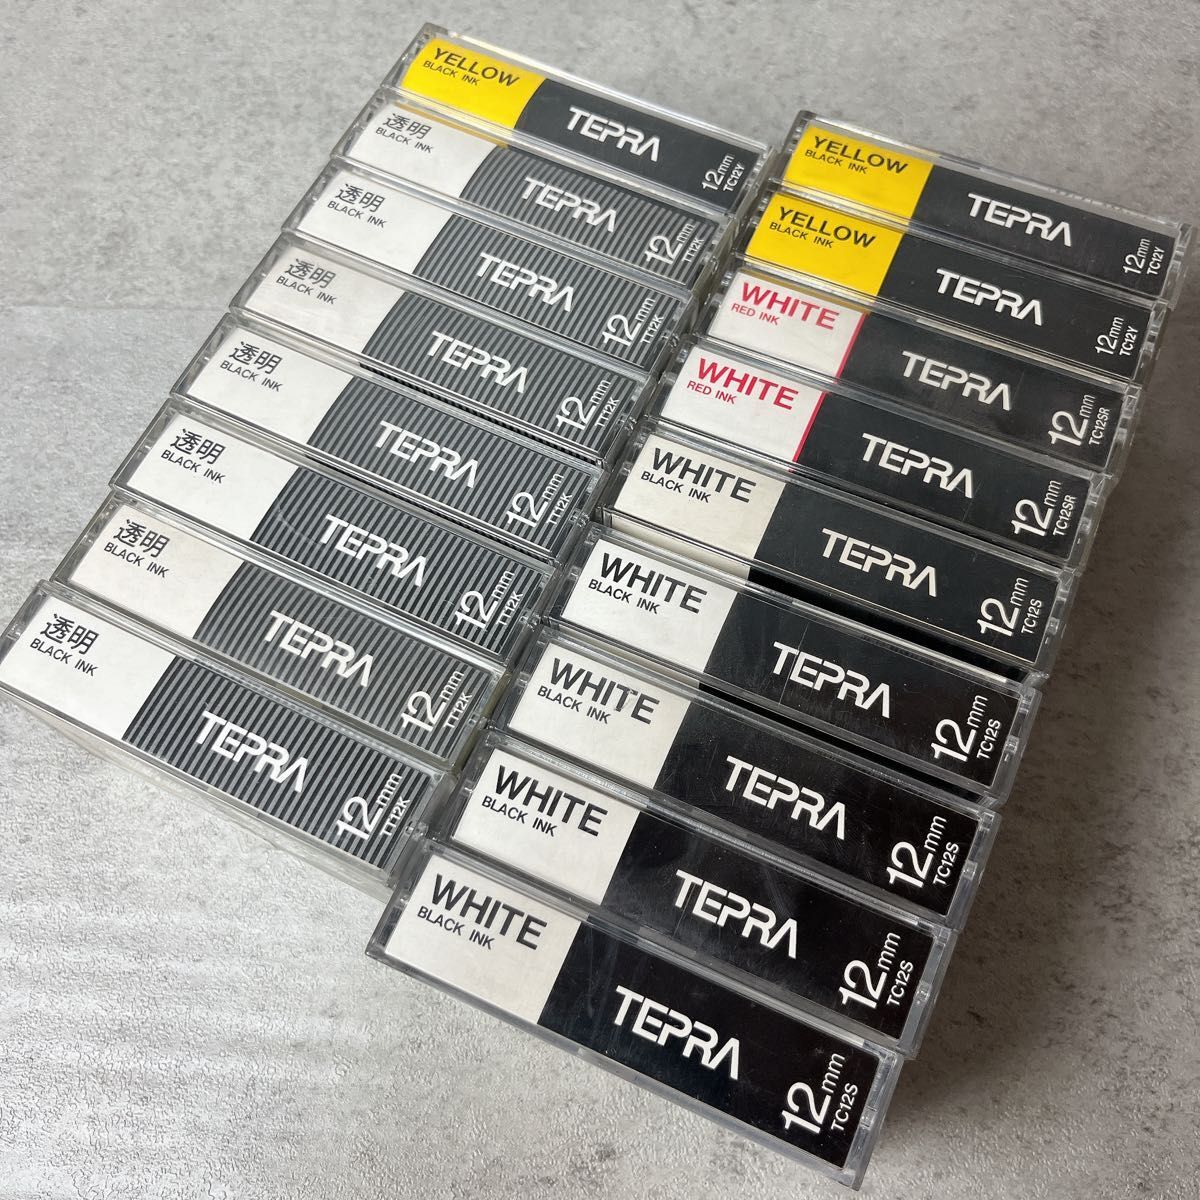 YELLOW
BLACK INK
TEPRA
12mm
TC12Y
透明
BLACK INK
TEPRA
12mm
TT12K
透明
BLACK INK
TEPRA
12mm
TT12K
透明
BLACK INK
TEPRA
12mm
TT12K
透明
BLACK INK
TEPRA
12mm
TT12K
透明
BLACK INK
TEPRA
12mm
TT12K
透明
BLACK INK
TEPRA
12mm
TT12K
透明
BLACK INK
TEPRA
12mm
TT12K
YELLOW
BLACK INK
TEPRA
12mm
TC12Y
YELLOW
BLACK INK
TEPRA
12mm
TC12Y
WHITE
RED INK
TEPRA
12mm
TC12SR
WHITE
RED INK
TEPRA
12mm
TC12SR
WHITE
BLACK INK
TEPRA
12mm
TC12S
WHITE
BLACK INK
TEPRA
12mm
TC12S
WHITE
BLACK INK
TEPRA
12mm
TC12S
WHITE
BLACK INK
TEPRA
12mm
TC12S
WHITE
BLACK INK
TEPRA
12mm
TC12S